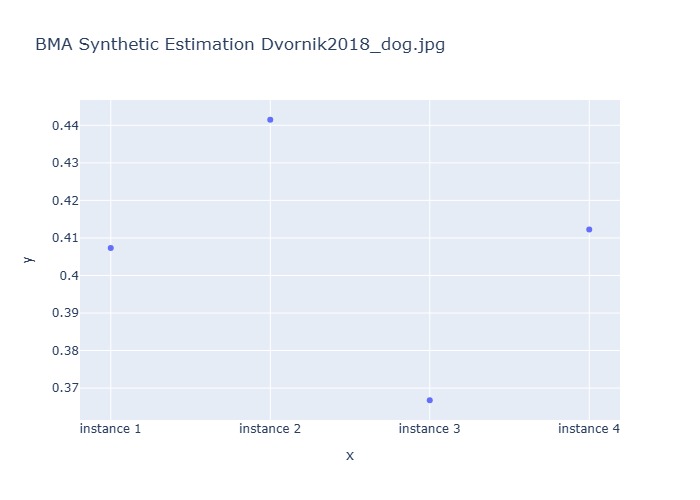 BMA Synthetic Estimation Dvornik2018_dog.jpg
0.44
0.43
0.42
0.41
0.4
0.39
0.38
0.37
y
instance 1 instance 2 instance 3 instance 4
x